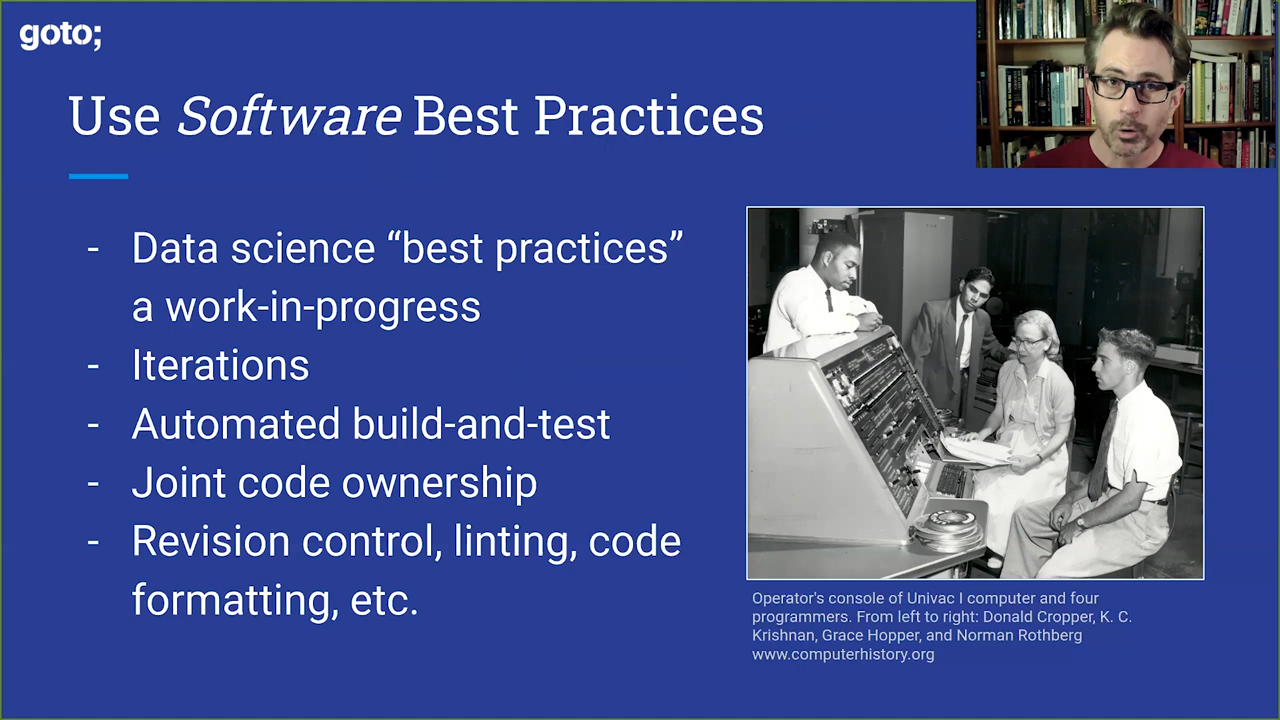 goto;
Use Software Best Practices
- Data science “best practices”
a work-in-progress
- Iterations
- Automated build-and-test
- Joint code ownership
- Revision control, linting, code
formatting, etc.
Operator's console of Univac I computer and four
programmers. From left to right: Donald Cropper, K. C.
Krishnan, Grace Hopper, and Norman Rothberg
www.computerhistory.org